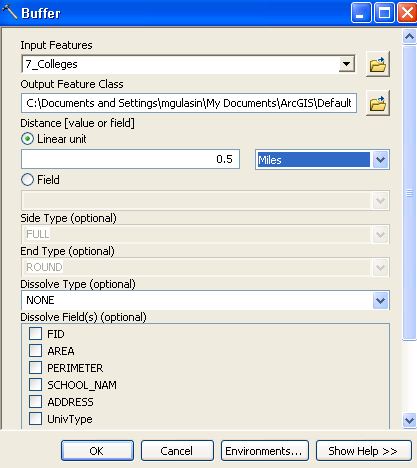 Buffer
Input Features
7_Colleges
Output Feature Class
C:\Documents and Settings\mgulasin\My Documents\ArcGIS\Default
Distance [value or field]
Linear unit
0.5 Miles
Field
Side Type (optional)
FULL
End Type (optional)
ROUND
Dissolve Type (optional)
NONE
Dissolve Field(s) (optional)
FID
AREA
PERIMETER
SCHOOL_NAM
ADDRESS
UnivType
OK Cancel Environments... Show Help >>